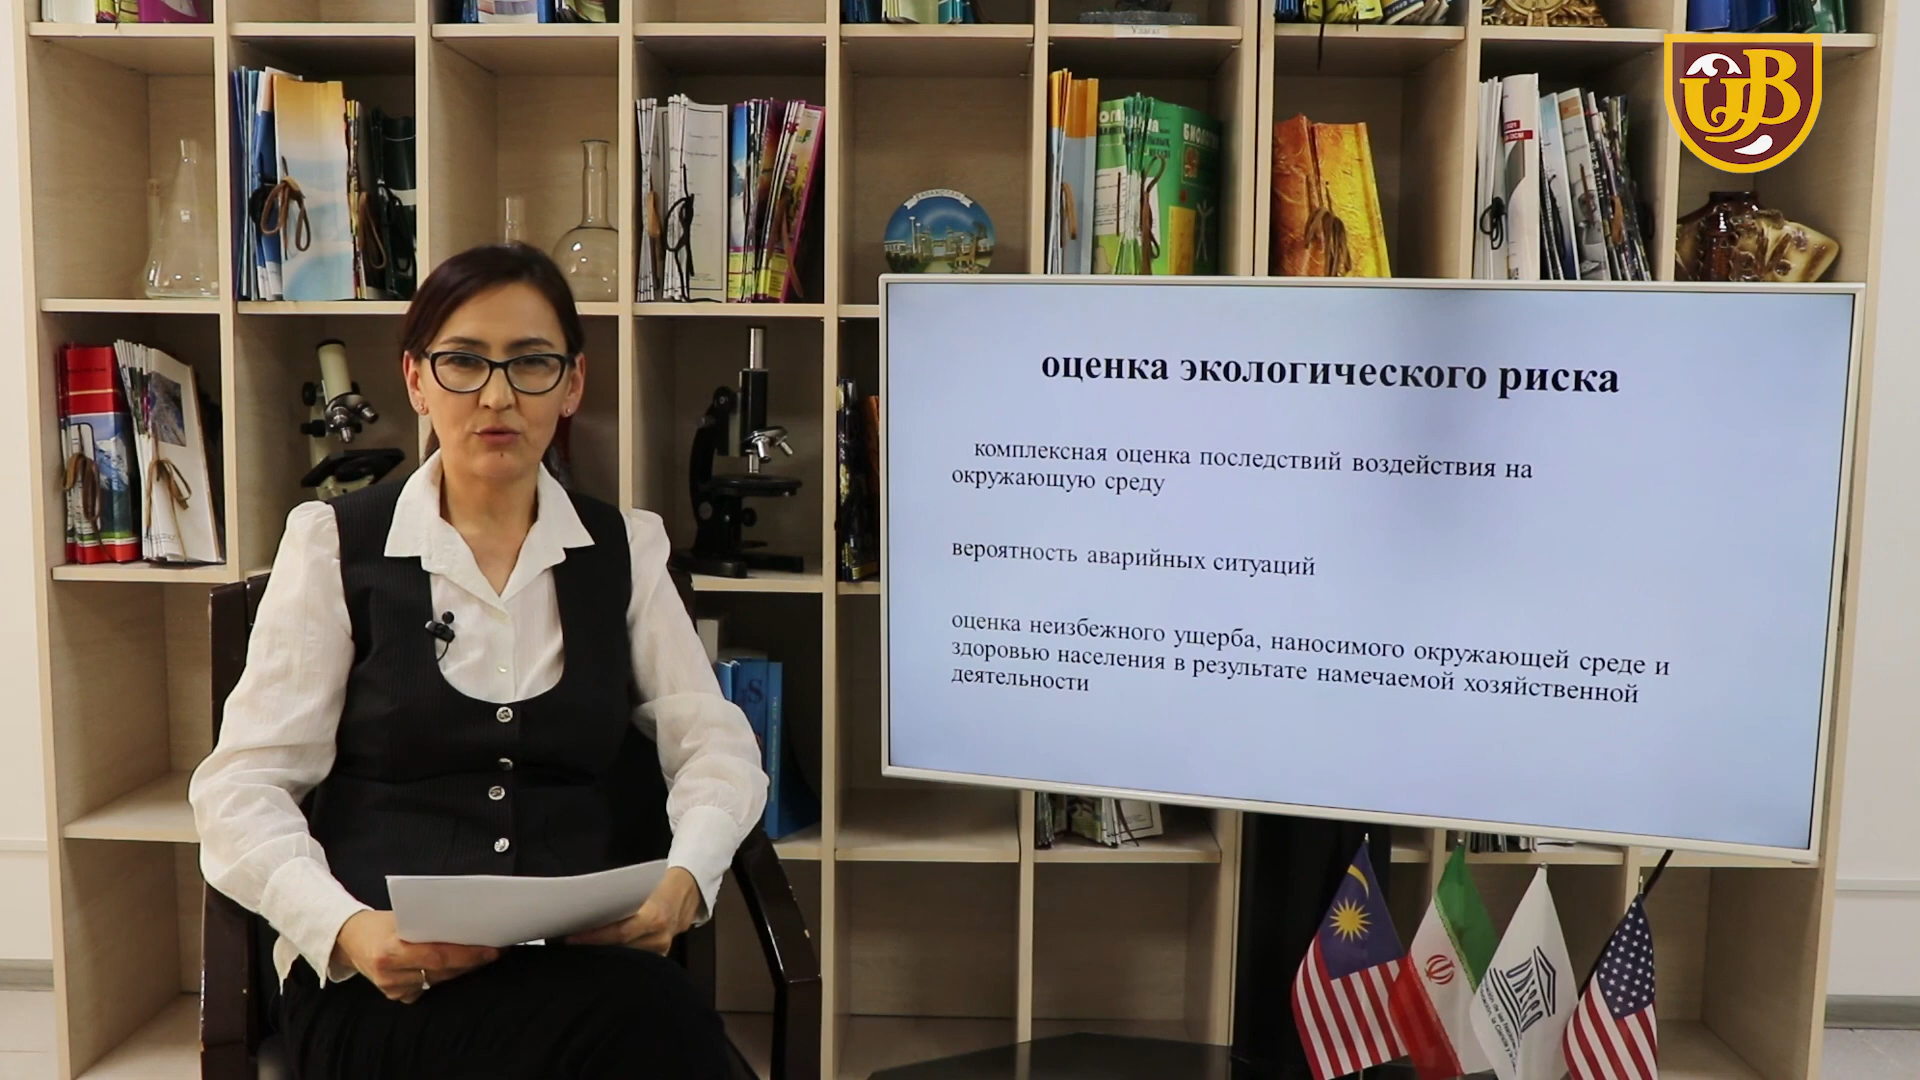 оценка экологического риска
комплексная оценка последствий воздействия на
окружающую среду
вероятность аварийных ситуаций
оценка неизбежного ущерба, наносимого окружающей среде и
здоровью населения в результате намечаемой хозяйственной
деятельности
UNESCO